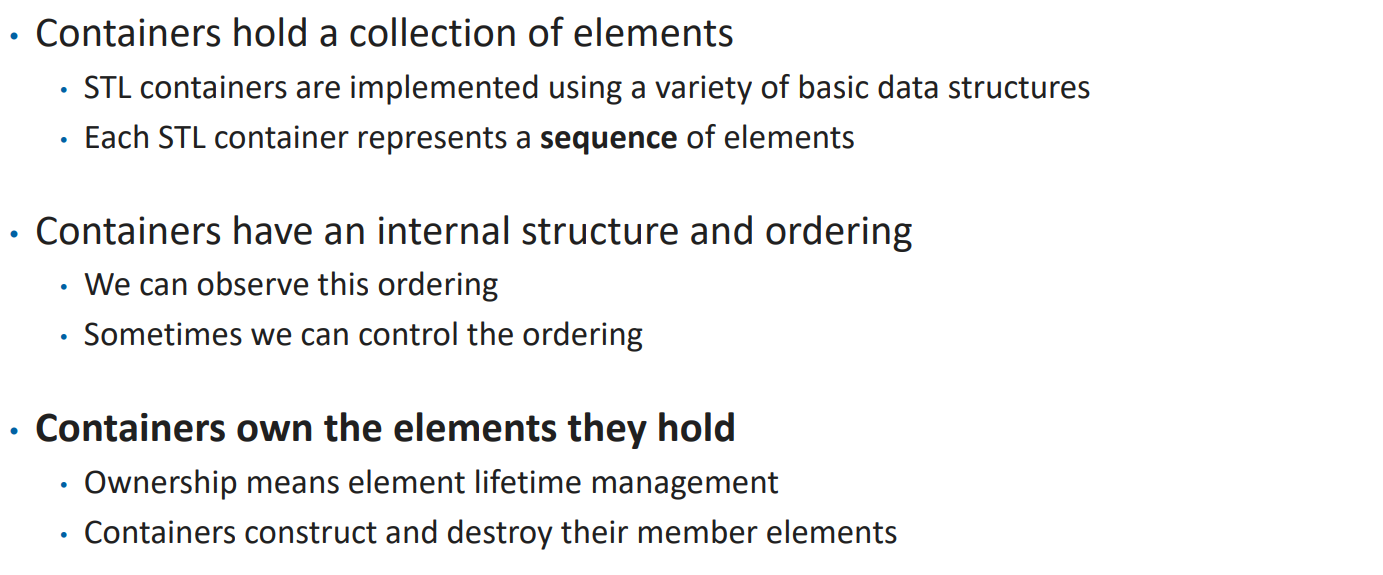 • Containers hold a collection of elements
• STL containers are implemented using a variety of basic data structures
• Each STL container represents a sequence of elements
• Containers have an internal structure and ordering
• We can observe this ordering
• Sometimes we can control the ordering
• Containers own the elements they hold
• Ownership means element lifetime management
• Containers construct and destroy their member elements